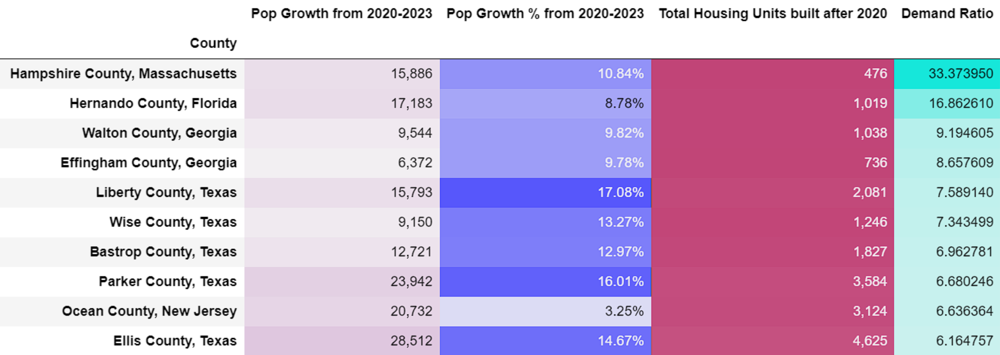 Pop Growth from 2020-2023 Pop Growth % from 2020-2023 Total Housing Units built after 2020 Demand Ratio
County
Hampshire County, Massachusetts 15,886 10.84% 476 33.373950
Hernando County, Florida 17,183 8.78% 1,019 16.862610
Walton County, Georgia 9,544 9.82% 1,038 9.194605
Effingham County, Georgia 6,372 9.78% 736 8.657609
Liberty County, Texas 15,793 17.08% 2,081 7.589140
Wise County, Texas 9,150 13.27% 1,246 7.343499
Bastrop County, Texas 12,721 12.97% 1,827 6.962781
Parker County, Texas 23,942 16.01% 3,584 6.680246
Ocean County, New Jersey 20,732 3.25% 3,124 6.636364
Ellis County, Texas 28,512 14.67% 4,625 6.164757